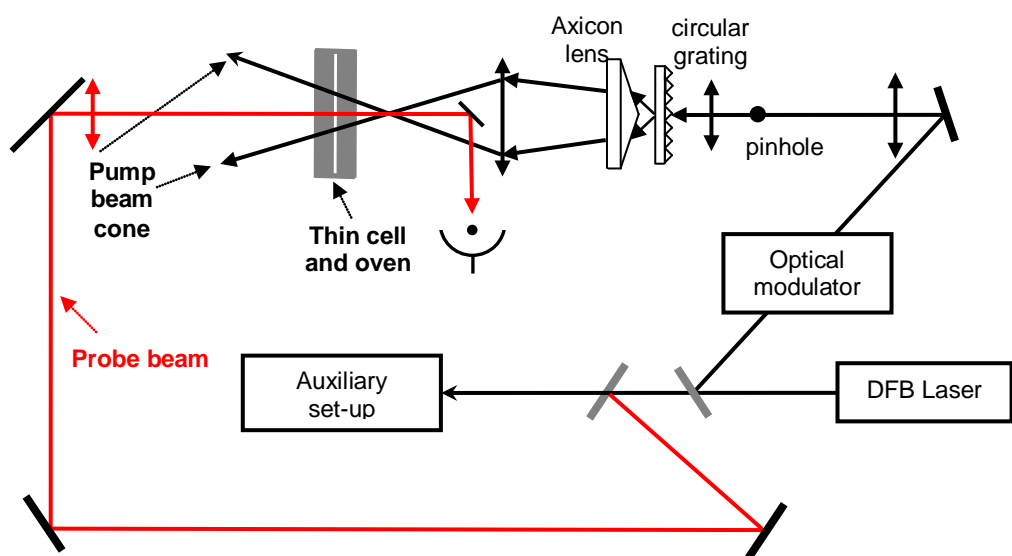 Axicon
lens
circular
grating
pinhole
Pump
beam
cone
Thin cell
and oven
Optical
modulator
Probe beam
Auxiliary
set-up
DFB Laser